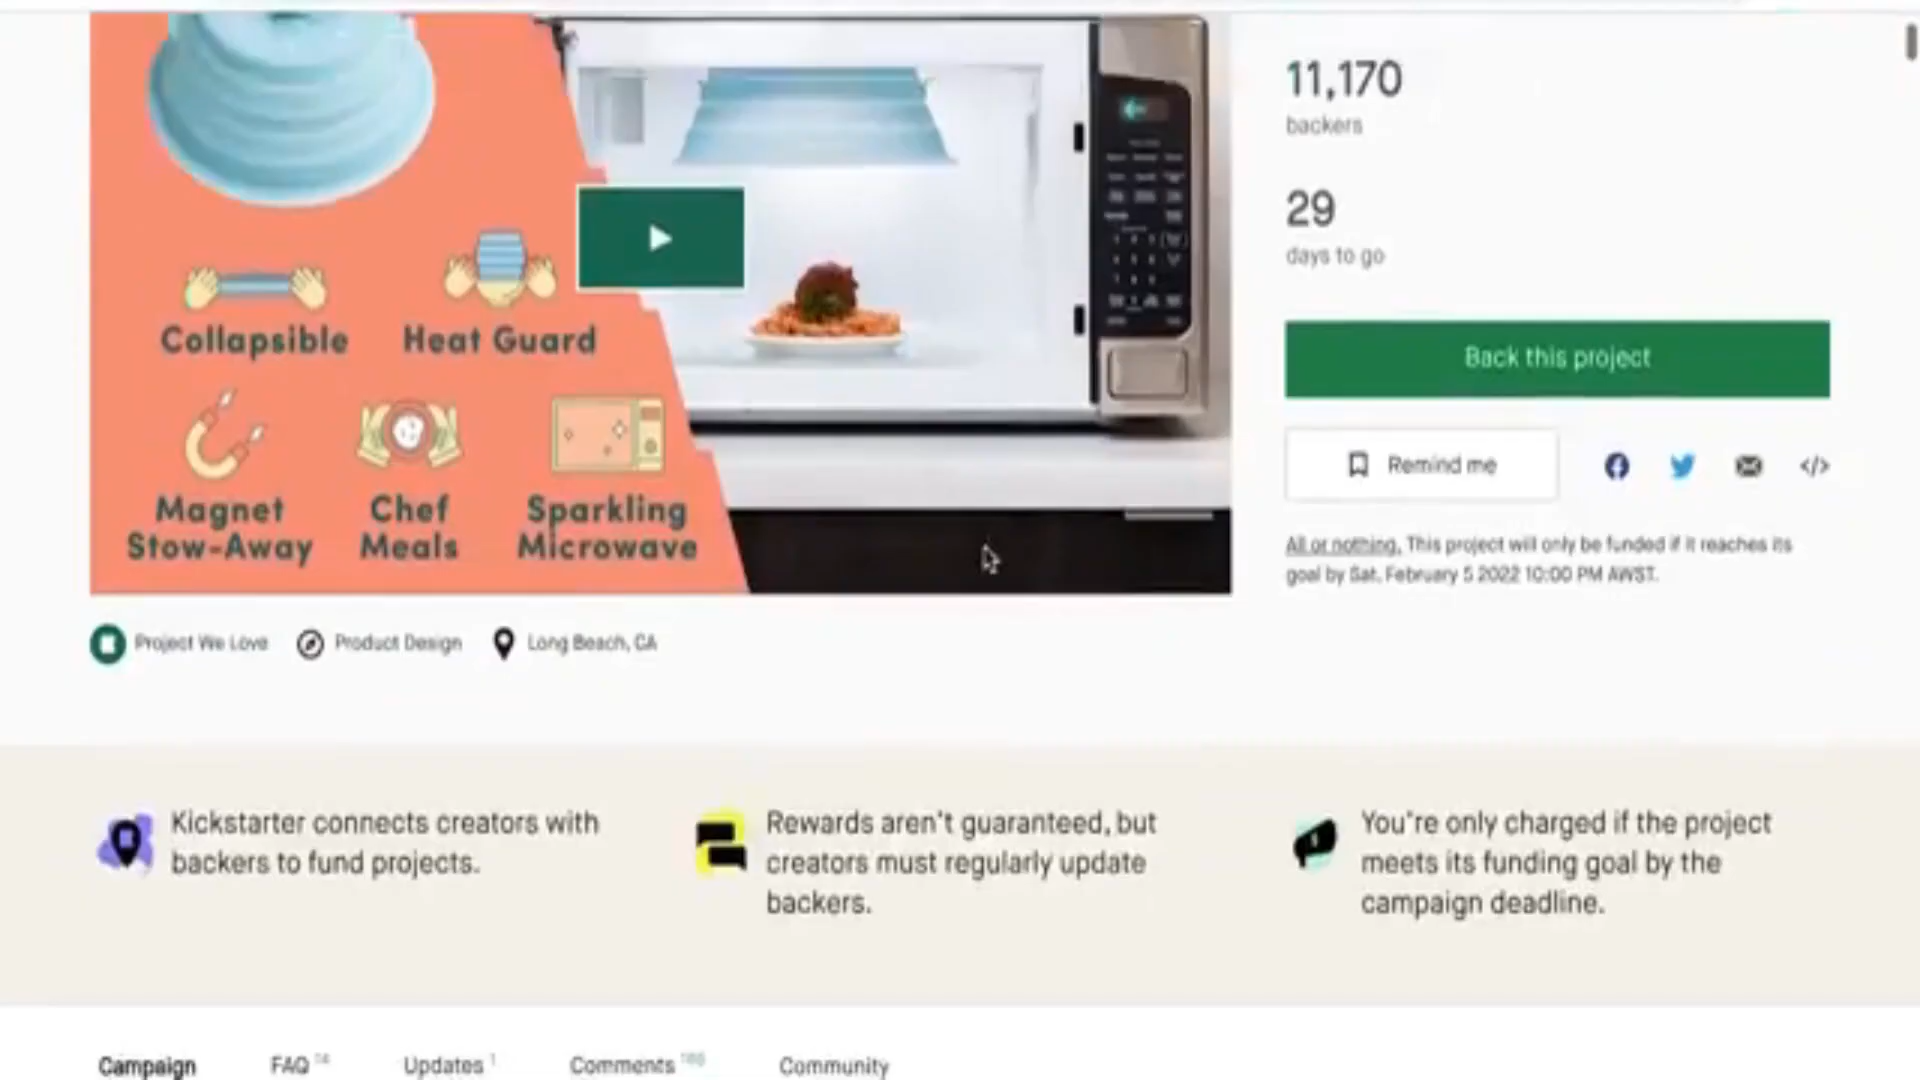 11,170
backers
29
days to go
Back this project
Remind me
All or nothing. This project will only be funded if it reaches its
goal by Sat, February 5 2022 10:00 PM AWST.
Collapsible
Heat Guard
Magnet
Stow-Away
Chef
Meals
Sparkling
Microwave
Project We Love
Product Design
Long Beach, CA
Kickstarter connects creators with
backers to fund projects.
Rewards aren't guaranteed, but
creators must regularly update
backers.
You're only charged if the project
meets its funding goal by the
campaign deadline.
Campaign
FAQ 14
Updates 1
Comments
Community